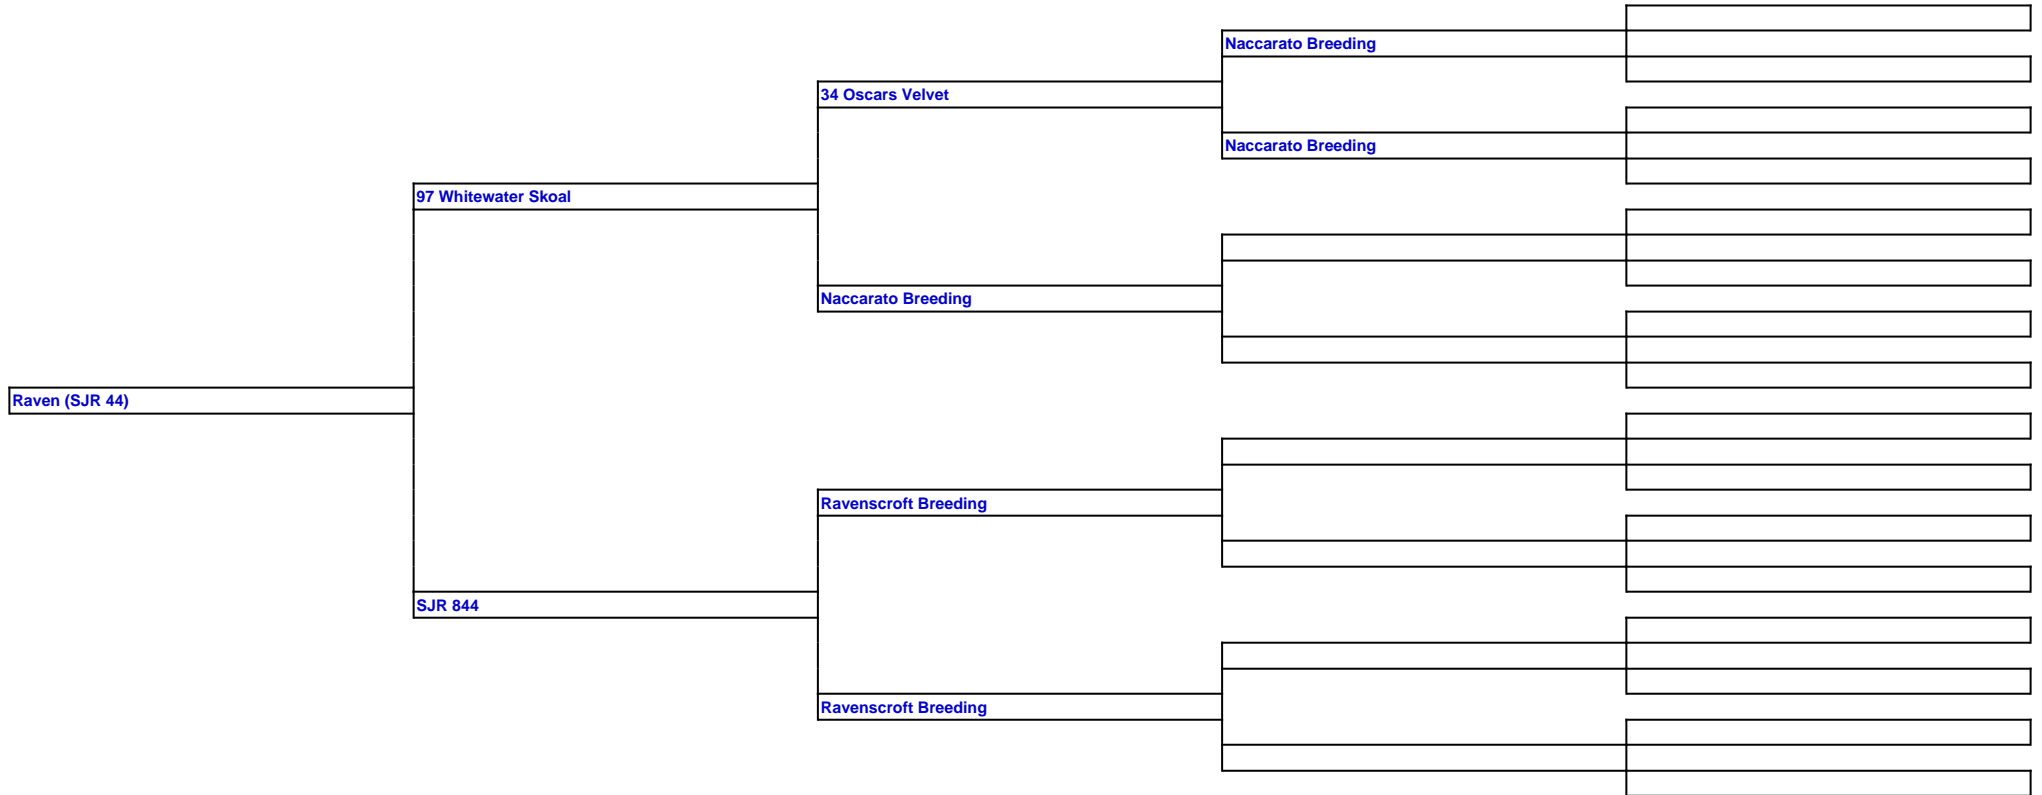 Naccarato Breeding
34 Oscars Velvet
Naccarato Breeding
97 Whitewater Skoal
Naccarato Breeding
Raven (SJR 44)
Ravenscroft Breeding
SJR 844
Ravenscroft Breeding